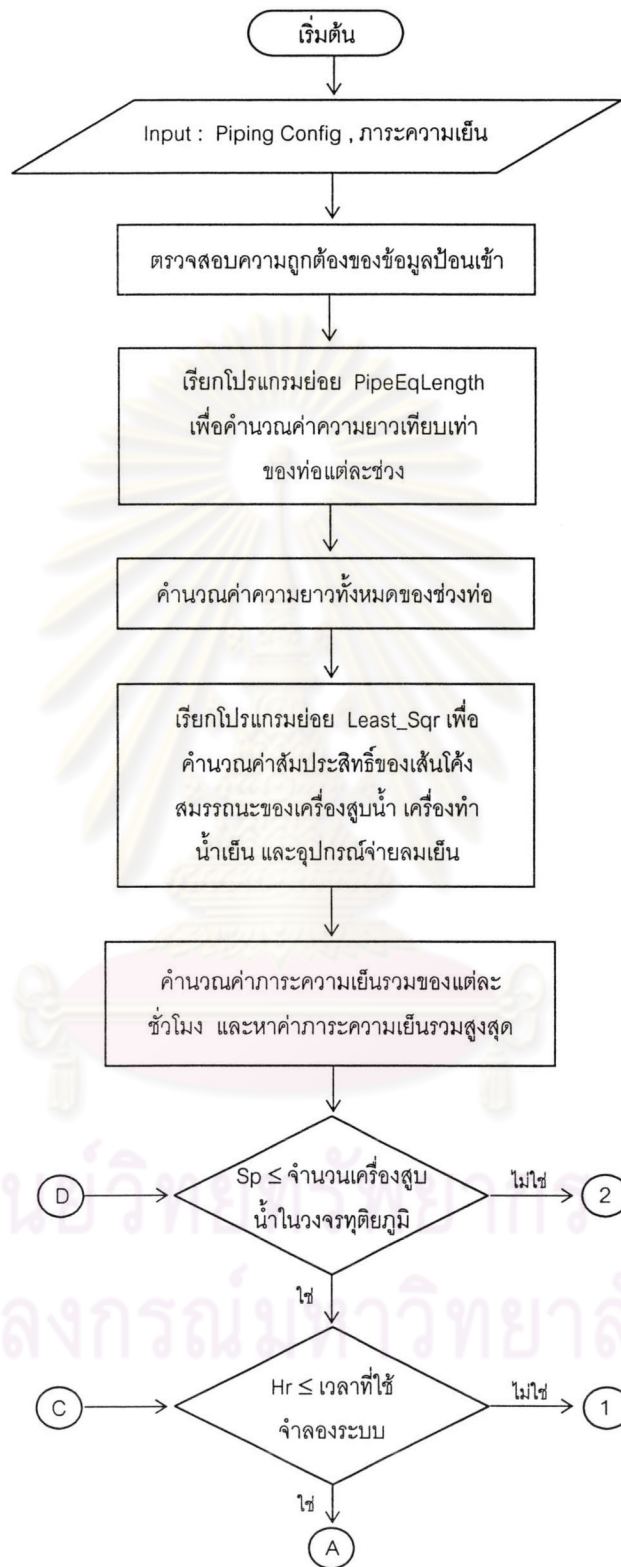 เริ่มต้น
Input : Piping Config , ภาระความเย็น
ตรวจสอบความถูกต้องของข้อมูลป้อนเข้า
เรียกโปรแกรมย่อย PipeEqLength
เพื่อคำนวณค่าความยาวเทียบเท่า
ของท่อแต่ละช่วง
คำนวณค่าความยาวทั้งหมดของช่วงท่อ
เรียกโปรแกรมย่อย Least_Sqr เพื่อ
คำนวณค่าสัมประสิทธิ์ของเส้นโค้ง
สมรรถนะของเครื่องสูบน้ำ เครื่องทำ
น้ำเย็น และอุปกรณ์จ่ายลมเย็น
คำนวณค่าภาระความเย็นรวมของแต่ละ
ชั่วโมง และหาค่าภาระความเย็นรวมสูงสุด
D
Sp ≤ จำนวนเครื่องสูบ
น้ำในวงจรทุติยภูมิ
ไม่ใช่
2
ใช่
C
Hr ≤ เวลาที่ใช้
จำลองระบบ
ไม่ใช่
1
ใช่
A